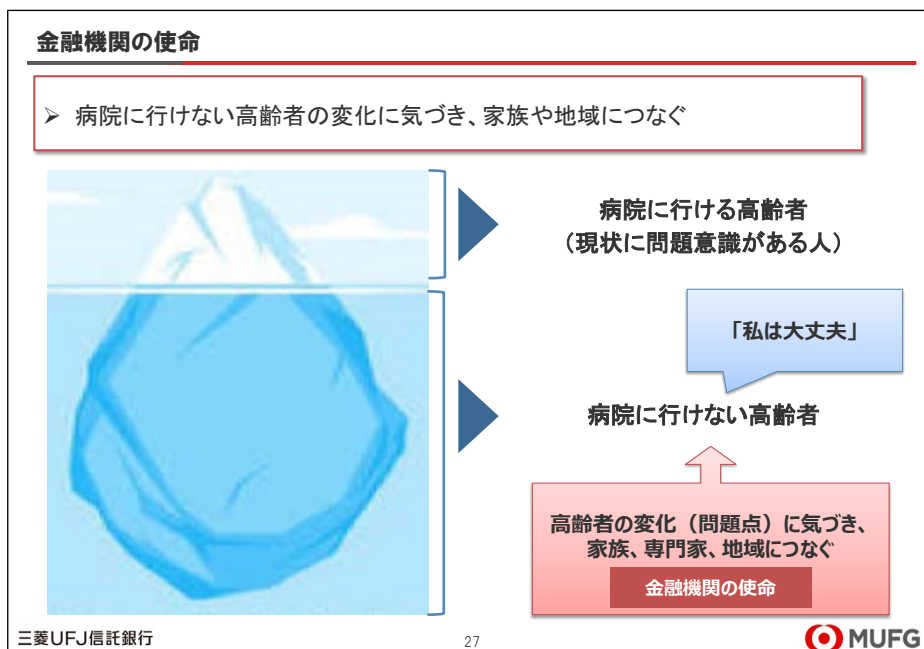 金融機関の使命
➢ 病院に行けない高齢者の変化に気づき、家族や地域につなぐ
病院に行ける高齢者
（現状に問題意識がある人）
「私は大丈夫」
病院に行けない高齢者
高齢者の変化（問題点）に気づき、
家族、専門家、地域につなぐ
金融機関の使命
三菱UFJ信託銀行
27
MUFG